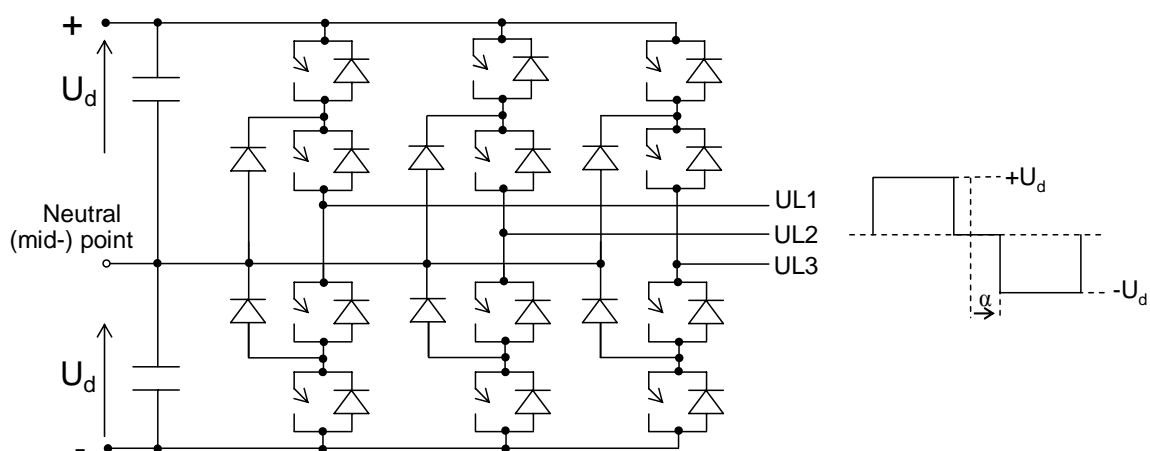 +
U_d
Neutral
(mid-) point
UL1
UL2
UL3
U_d
-
+U_d
α
-U_d